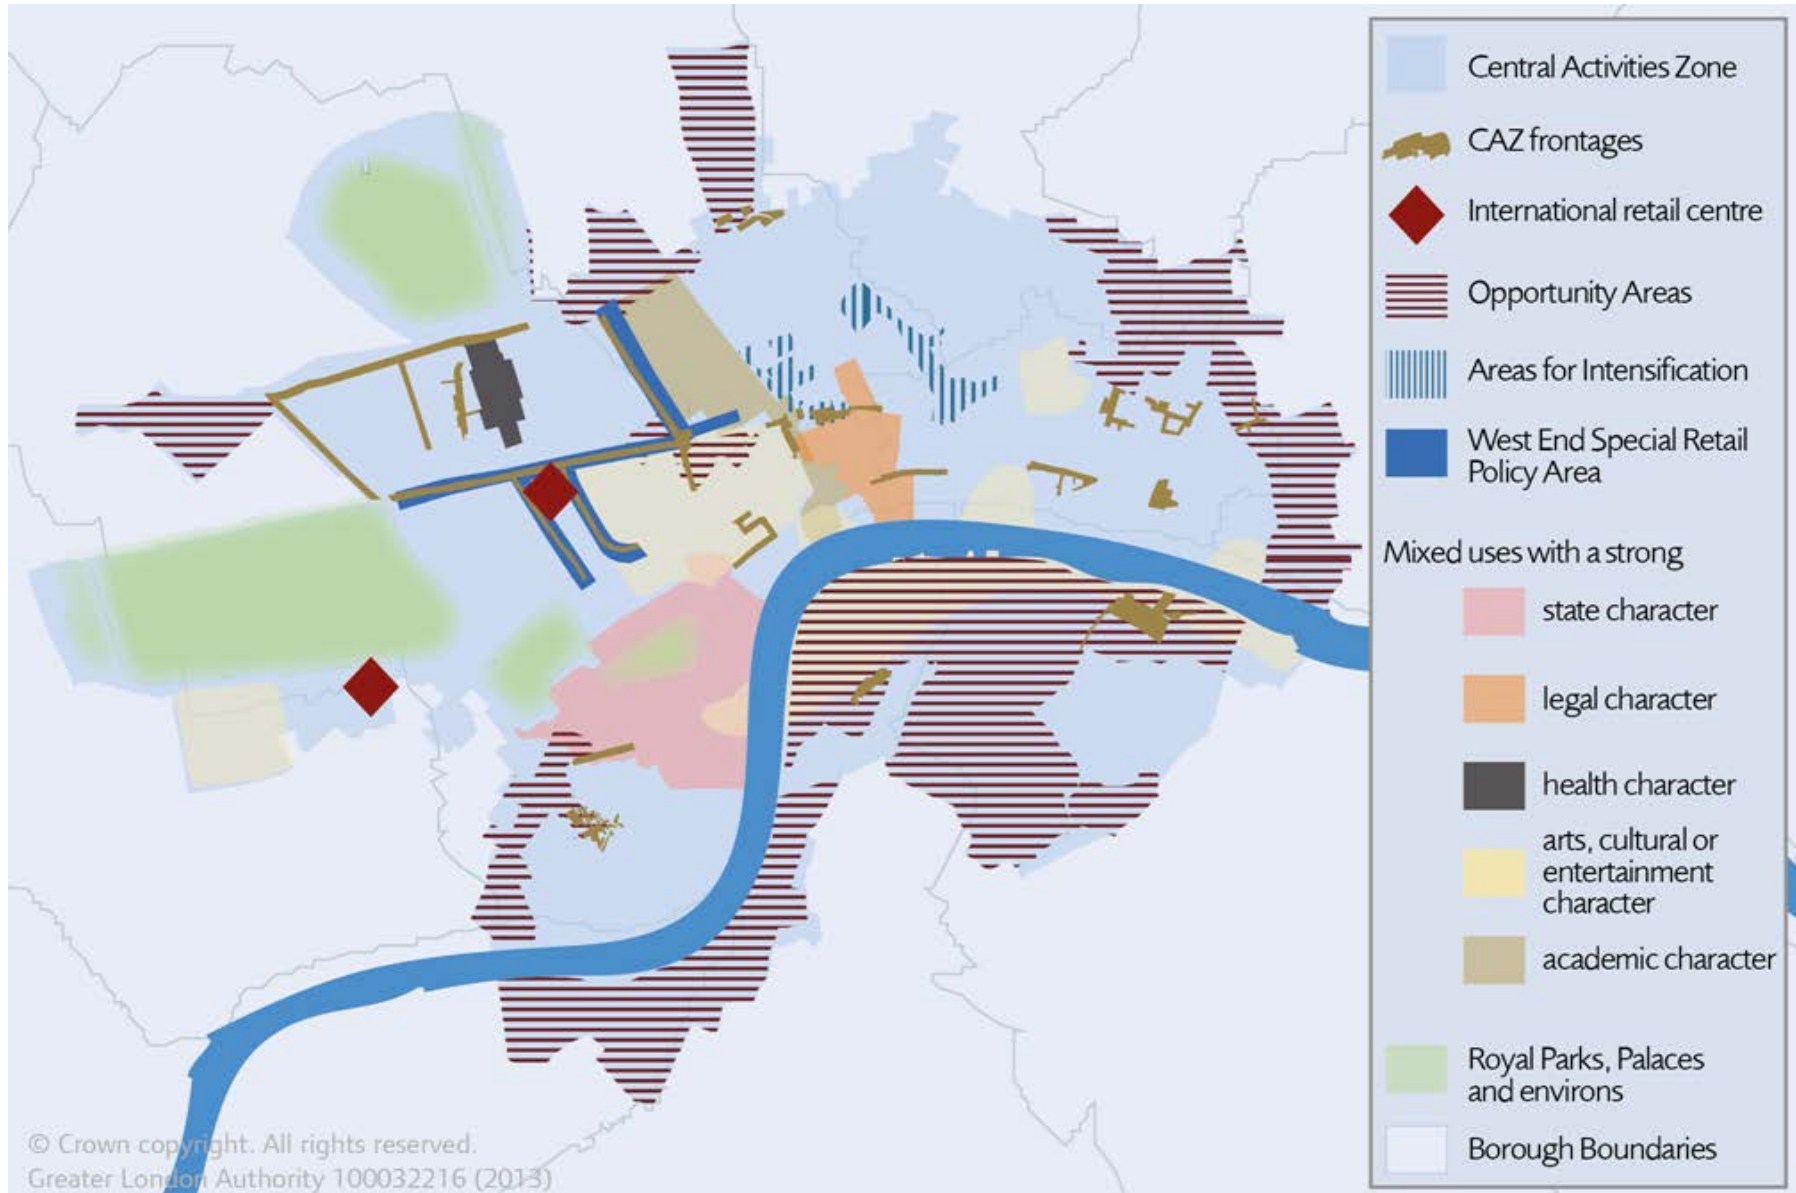 Central Activities Zone
CAZ frontages
International retail centre
Opportunity Areas
Areas for Intensification
West End Special Retail
Policy Area
Mixed uses with a strong
state character
legal character
health character
arts, cultural or
entertainment
character
academic character
Royal Parks, Palaces
and environs
Borough Boundaries
© Crown copyright. All rights reserved.
Greater London Authority 100032216 (2013)